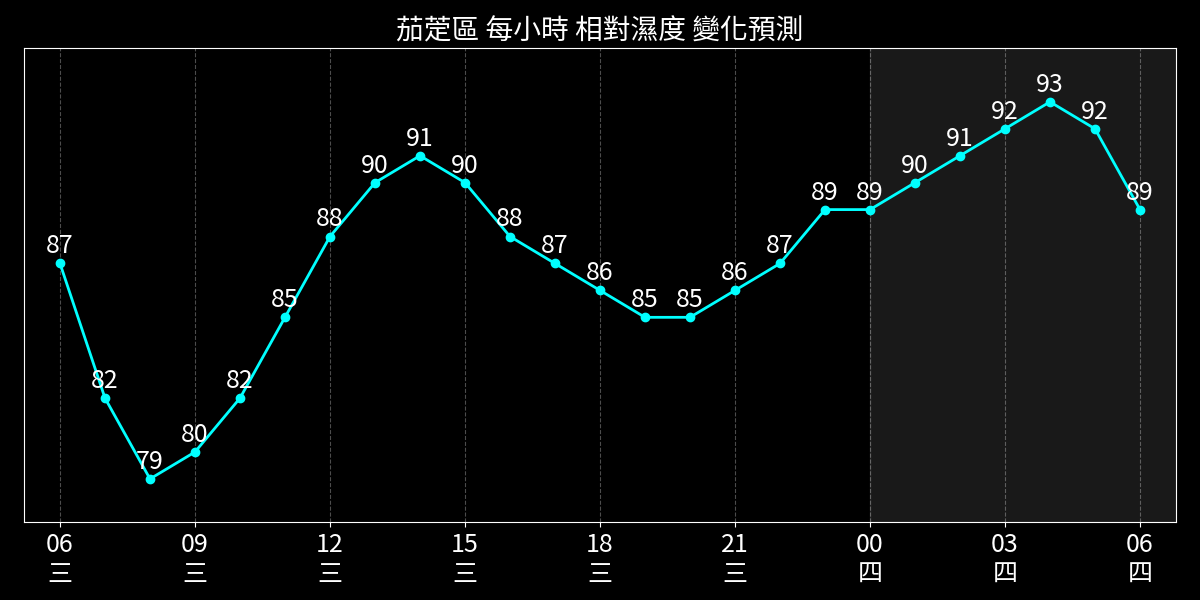 茄萣區 每小時 相對濕度 變化預測
87 82 79 80 82 85 88 90 91 90 88 87 86 85 85 86 87 89 89 90 91 92 93 92 89
06 09 12 15 18 21 00 03 06
三 三 三 三 三 三 四 四 四